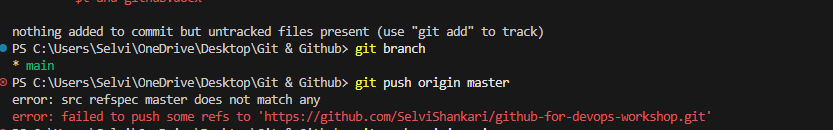 nothing added to commit but untracked files present (use "git add" to track)
PS C:\Users\Selvi\OneDrive\Desktop\Git & Github> git branch
* main
PS C:\Users\Selvi\OneDrive\Desktop\Git & Github> git push origin master
error: src refspec master does not match any
error: failed to push some refs to 'https://github.com/SelviShankari/github-for-devops-workshop.git'